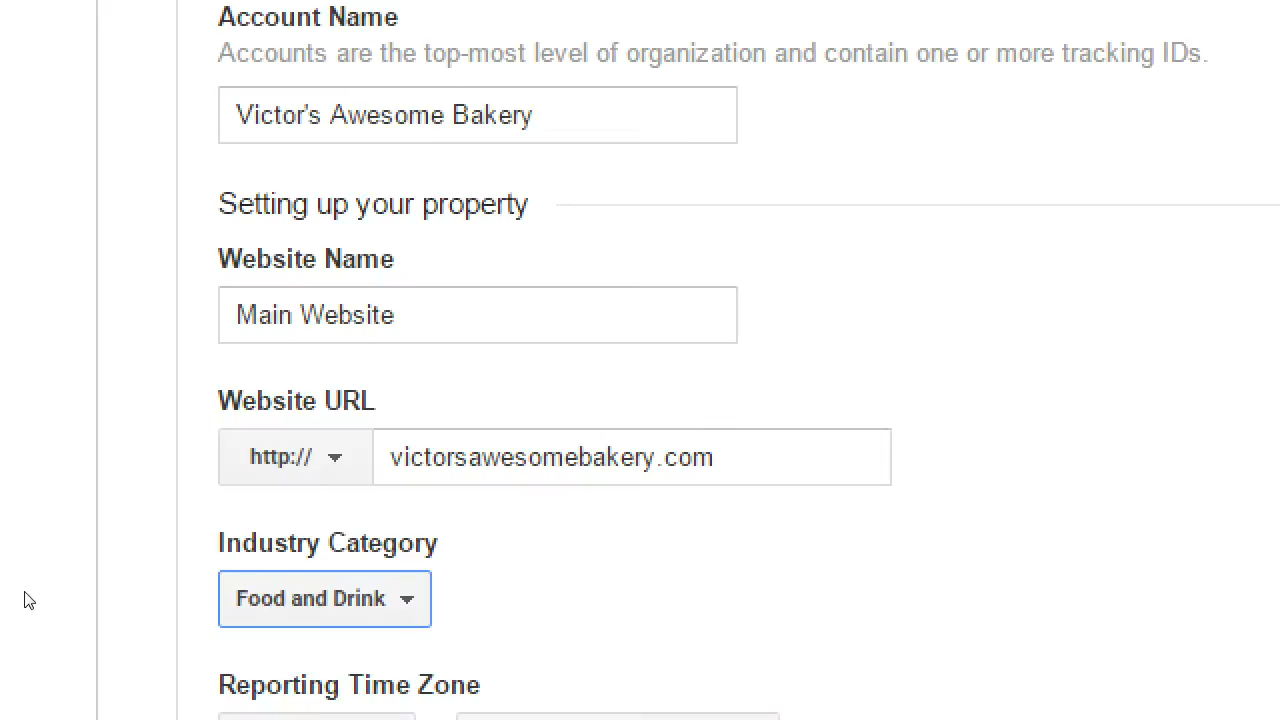 Account Name
Accounts are the top-most level of organization and contain one or more tracking IDs.
Victor's Awesome Bakery
Setting up your property
Website Name
Main Website
Website URL
http:// victorsawesomebakery.com
Industry Category
Food and Drink
Reporting Time Zone